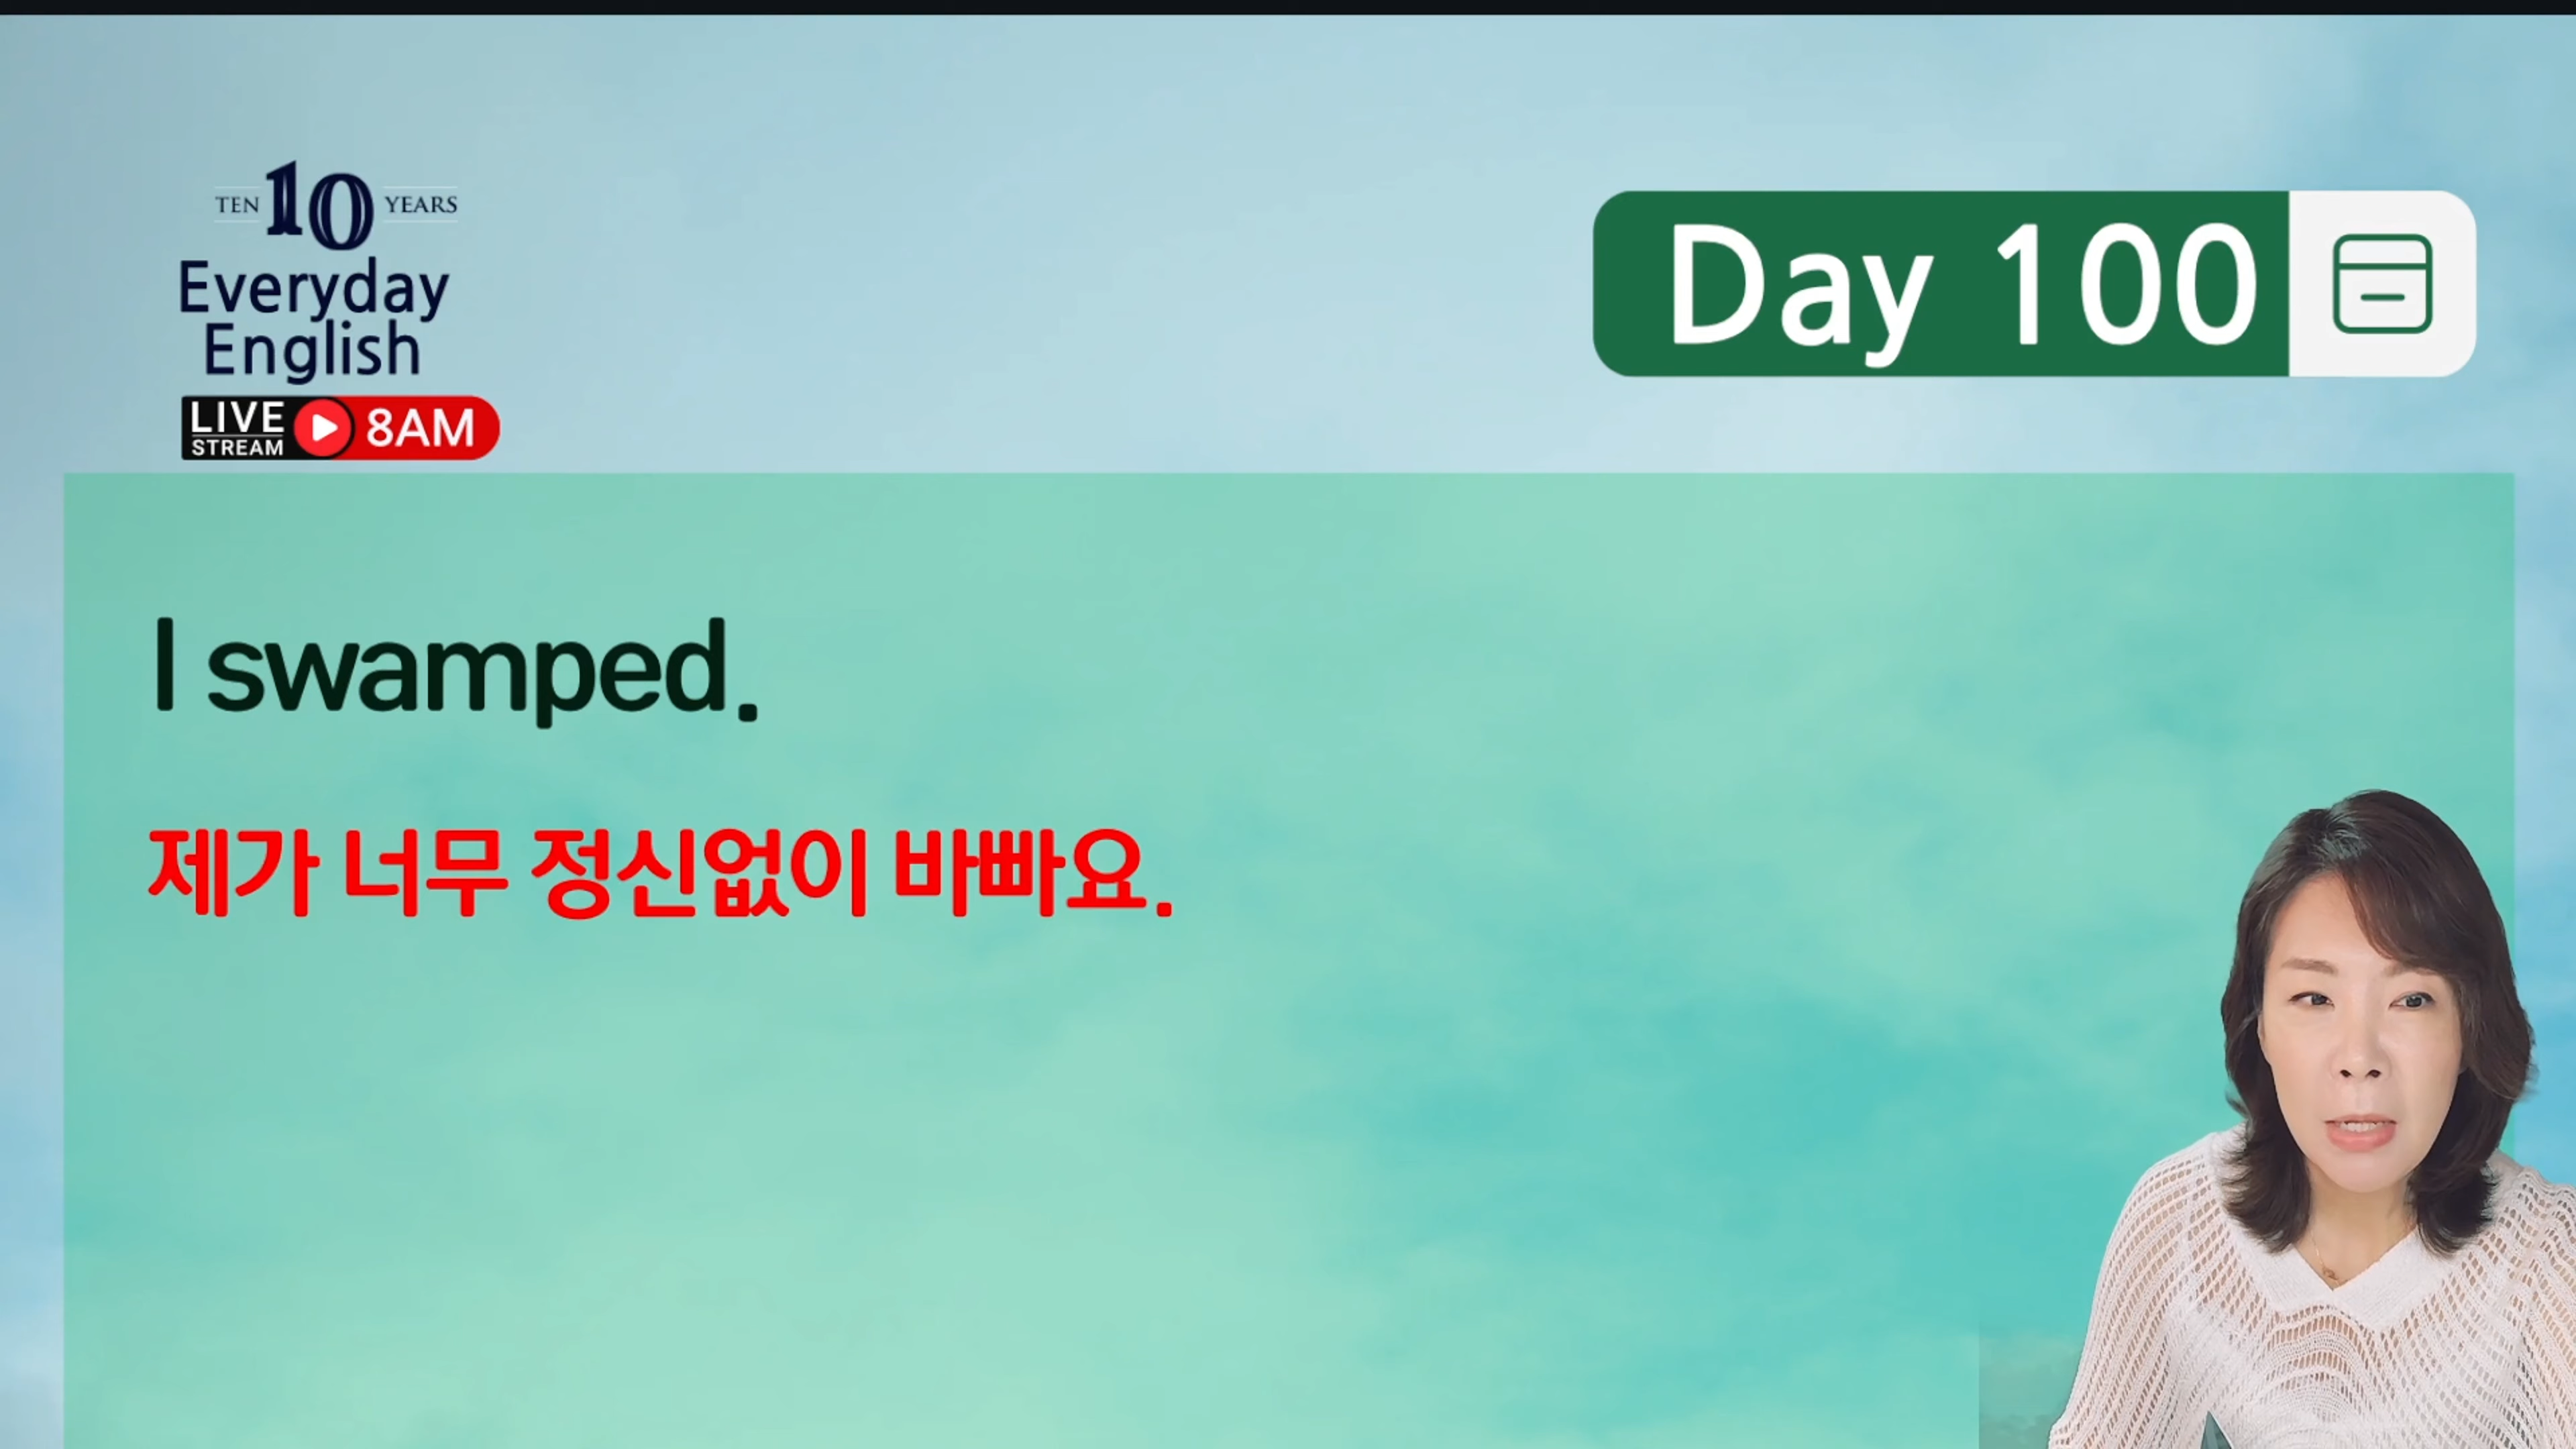 TEN 10 YEARS
Everyday
English
LIVE STREAM 8AM
Day 100
I swamped.
제가 너무 정신없이 바빠요.